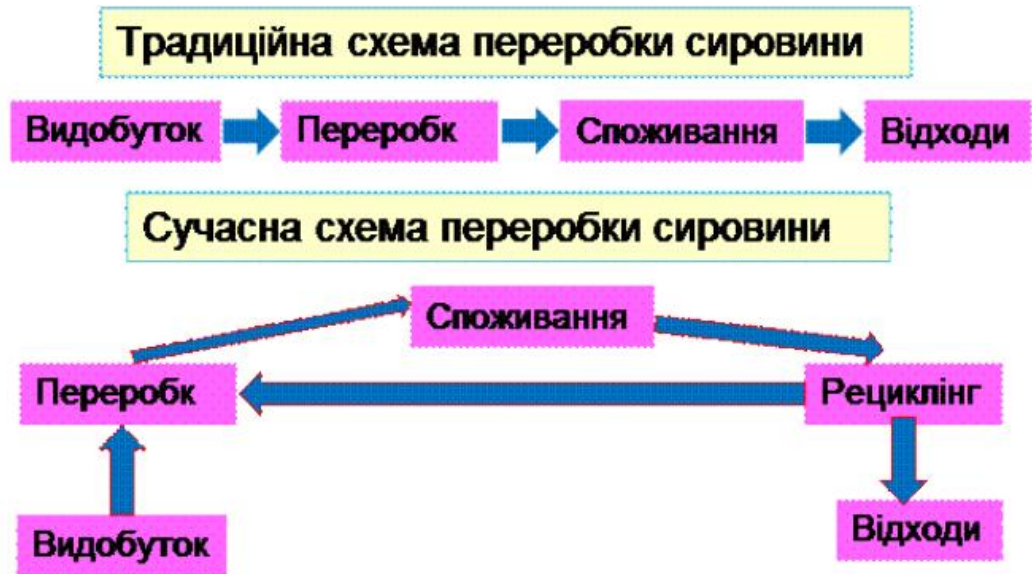 Традиційна схема переробки сировини
Видобуток Переробк Споживання Відходи
Сучасна схема переробки сировини
Споживання
Переробк Рециклінг
Видобуток Відходи